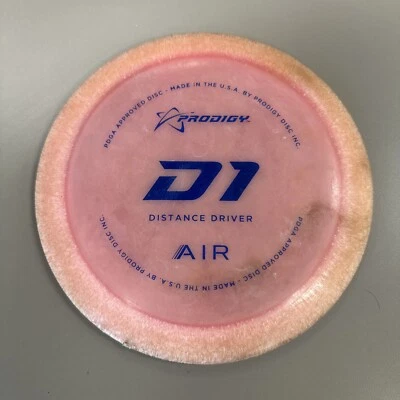 PDGA APPROVED DISC - MADE IN THE U.S.A. BY PRODIGY DISC INC.
PRODIGY
D1
DISTANCE DRIVER
AIR
PDGA APPROVED DISC - MADE IN THE U.S.A. BY PRODIGY DISC INC.